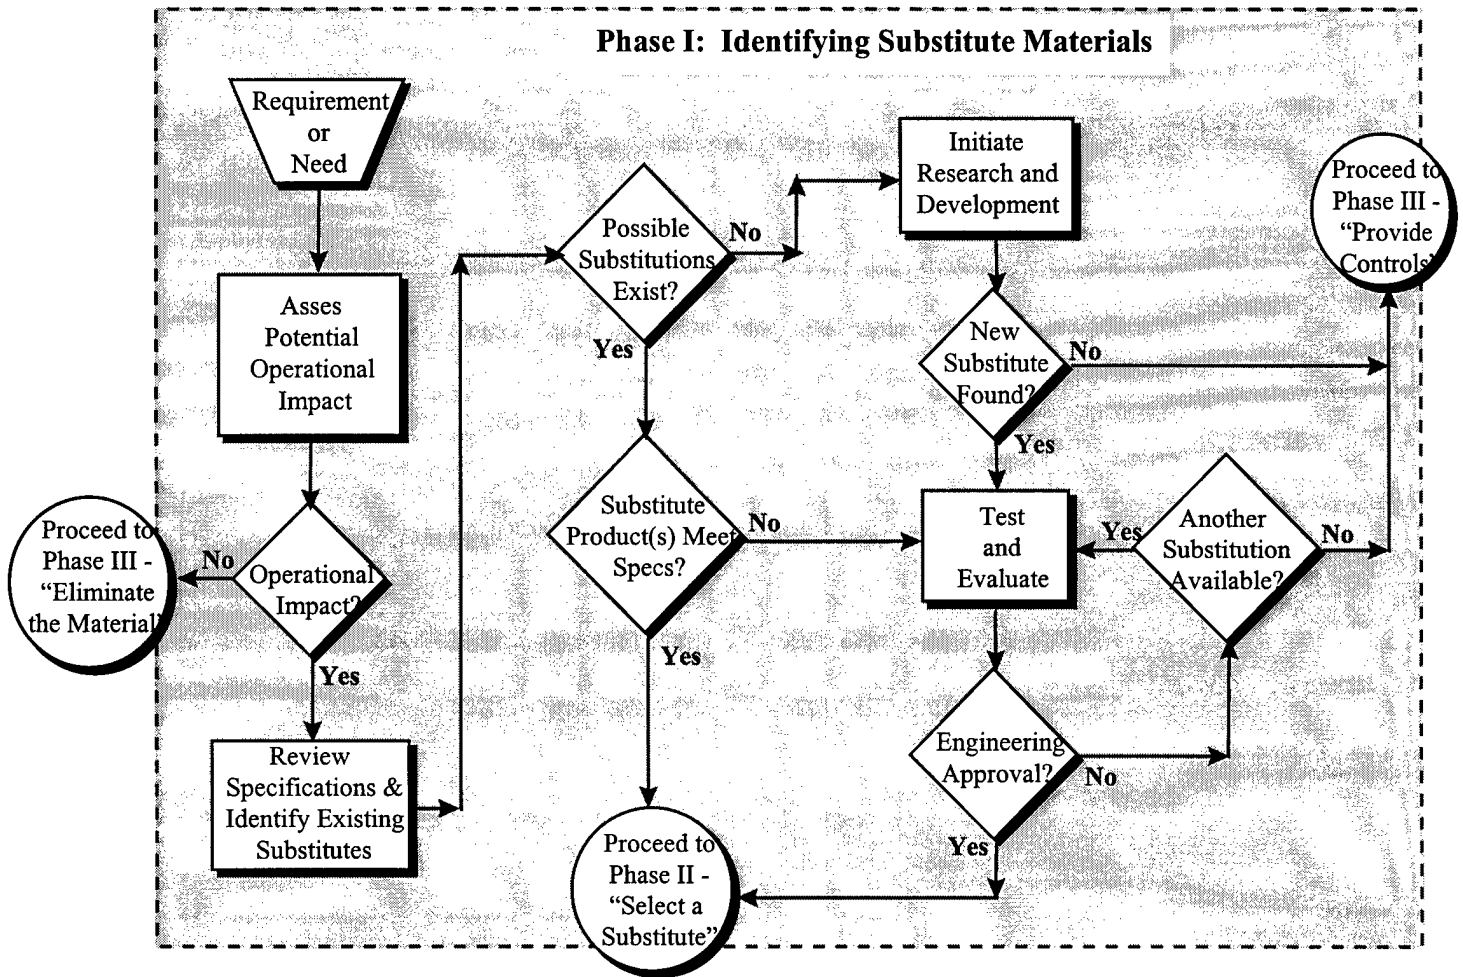 Phase I: Identifying Substitute Materials
Requirement
or
Need
Asses
Potential
Operational
Impact
Operational
Impact?
No
Proceed to
Phase III -
“Eliminate
the Material”
Yes
Review
Specifications &
Identify Existing
Substitutes
Possible
Substitutions
Exist?
No
Yes
Substitute
Product(s) Meet
Specs?
No
Yes
Proceed to
Phase II -
“Select a
Substitute”
Initiate
Research and
Development
New
Substitute
Found?
No
Yes
Test
and
Evaluate
Engineering
Approval?
No
Yes
Another
Substitution
Available?
Yes
No
Proceed to
Phase III -
“Provide
Controls”